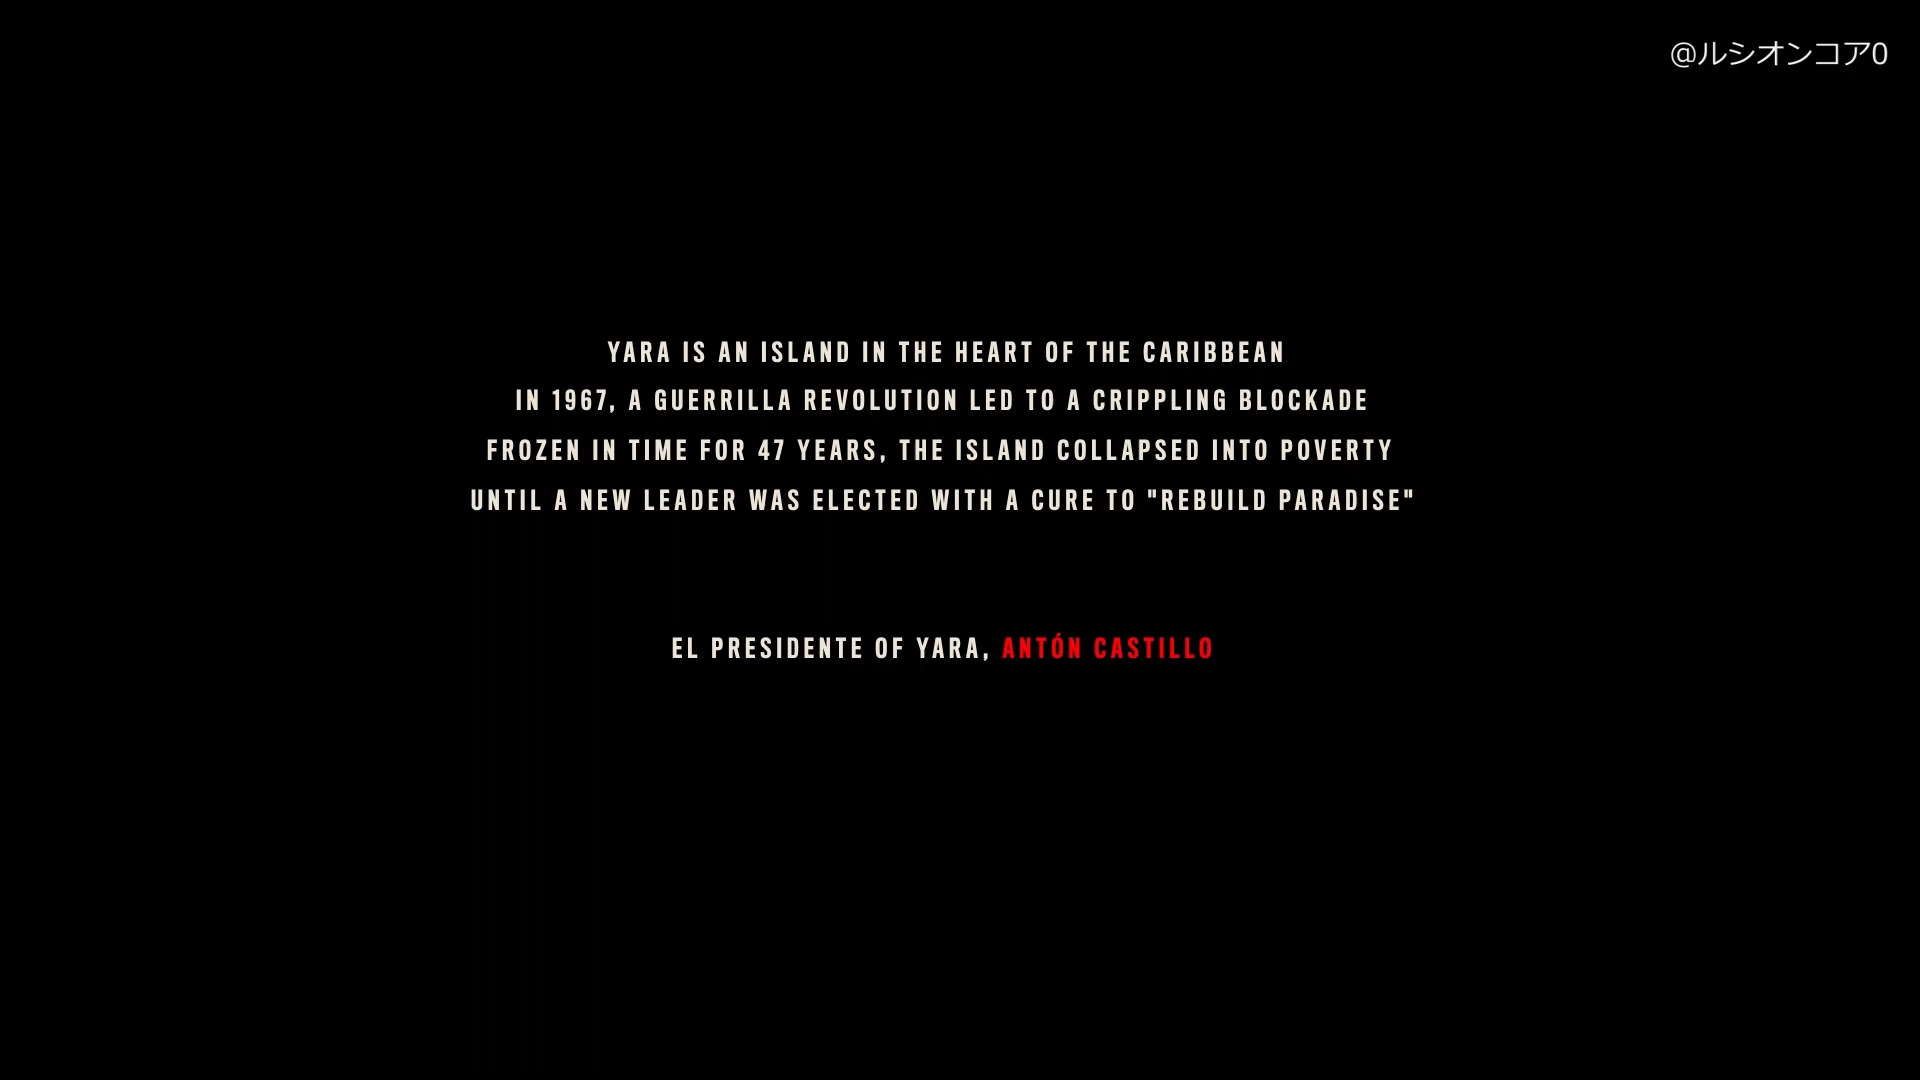 @ルシオンコア0
YARA IS AN ISLAND IN THE HEART OF THE CARIBBEAN
IN 1967, A GUERRILLA REVOLUTION LED TO A CRIPPLING BLOCKADE
FROZEN IN TIME FOR 47 YEARS, THE ISLAND COLLAPSED INTO POVERTY
UNTIL A NEW LEADER WAS ELECTED WITH A CURE TO "REBUILD PARADISE"
EL PRESIDENTE OF YARA, ANTÓN CASTILLO